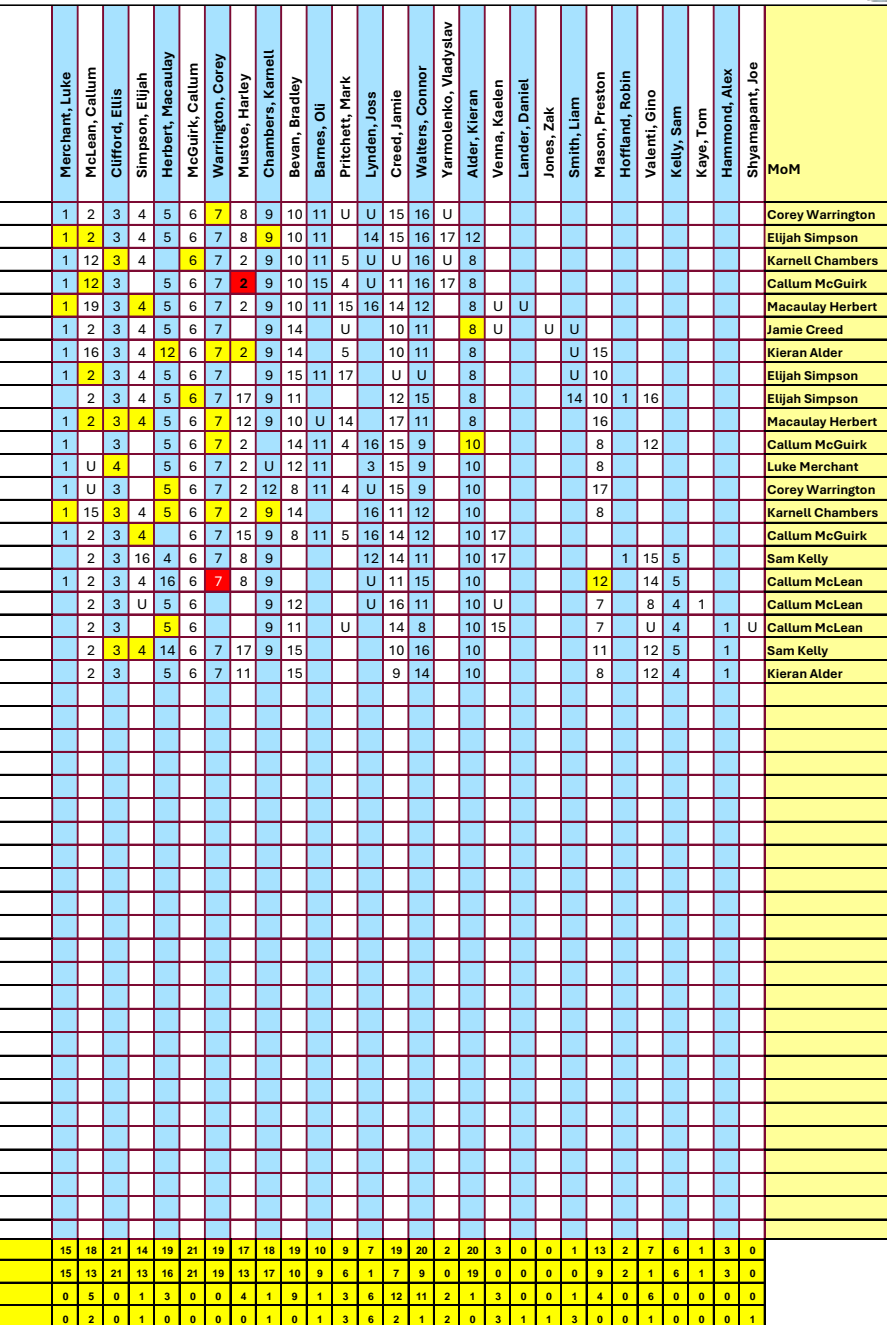 Merchant, Luke
McLean, Callum
Clifford, Ellis
Simpson, Elijah
Herbert, Macaulay
McGuirk, Callum
Warrington, Corey
Mustoe, Harley
Chambers, Karnell
Bevan, Bradley
Barnes, Oli
Pritchett, Mark
Lynden, Joss
Creed, Jamie
Walters, Connor
Yarmolenko, Vladyslav
Alder, Kieran
Venna, Kaelen
Lander, Daniel
Jones, Zak
Smith, Liam
Mason, Preston
Hoffland, Robin
Valenti, Gino
Kelly, Sam
Kaye, Tom
Hammond, Alex
Shyamapant, Joe
MoM
1 2 3 4 5 6 7 8 9 10 11 U U 15 16 U Corey Warrington
1 2 3 4 5 6 7 8 9 10 11 14 15 16 17 12 Elijah Simpson
1 12 3 4 6 7 2 9 10 11 5 U U 16 U 8 Karnell Chambers
1 12 3 5 6 7 2 9 10 15 4 U 11 16 17 8 Callum McGuirk
1 19 3 4 5 6 7 2 9 10 11 15 16 14 12 8 U U Macaulay Herbert
1 2 3 4 5 6 7 9 14 U 10 11 8 U U U Jamie Creed
1 16 3 4 12 6 7 2 9 14 5 10 11 8 U 15 Kieran Alder
1 2 3 4 5 6 7 9 15 11 17 U U 8 U 10 Elijah Simpson
2 3 4 5 6 7 17 9 11 12 15 8 14 10 1 16 Elijah Simpson
1 2 3 4 5 6 7 12 9 10 U 14 17 11 8 16 Macaulay Herbert
1 3 5 6 7 2 14 11 4 16 15 9 10 8 12 Callum McGuirk
1 U 4 5 6 7 2 U 12 11 3 15 9 10 8 Luke Merchant
1 U 3 5 6 7 2 12 8 11 4 U 15 9 10 17 Corey Warrington
1 15 3 4 5 6 7 2 9 14 16 11 12 10 8 Karnell Chambers
1 2 3 4 6 7 15 9 8 11 5 16 14 12 10 17 Callum McGuirk
2 3 16 4 6 7 8 9 12 14 11 10 17 1 15 5 Sam Kelly
1 2 3 4 16 6 7 8 9 U 11 15 10 12 14 5 Callum McLean
2 3 U 5 6 9 12 U 16 11 10 U 7 8 4 1 Callum McLean
2 3 5 6 9 11 U 14 8 10 15 7 U 4 1 U Callum McLean
2 3 4 14 6 7 17 9 15 10 16 10 11 12 5 1 Sam Kelly
2 3 5 6 7 11 15 9 14 10 8 12 4 1 Kieran Alder
15 18 21 14 19 21 19 17 18 19 10 9 7 19 20 2 20 3 0 0 1 13 2 7 6 1 3 0
15 13 21 13 16 21 19 13 17 10 9 6 1 7 9 0 19 0 0 0 0 9 2 1 6 1 3 0
0 5 0 1 3 0 0 4 1 9 1 3 6 12 11 2 1 3 0 0 1 4 0 6 0 0 0 0
0 2 0 1 0 0 0 0 1 0 1 3 6 2 1 2 0 3 1 1 3 0 0 1 0 0 0 1